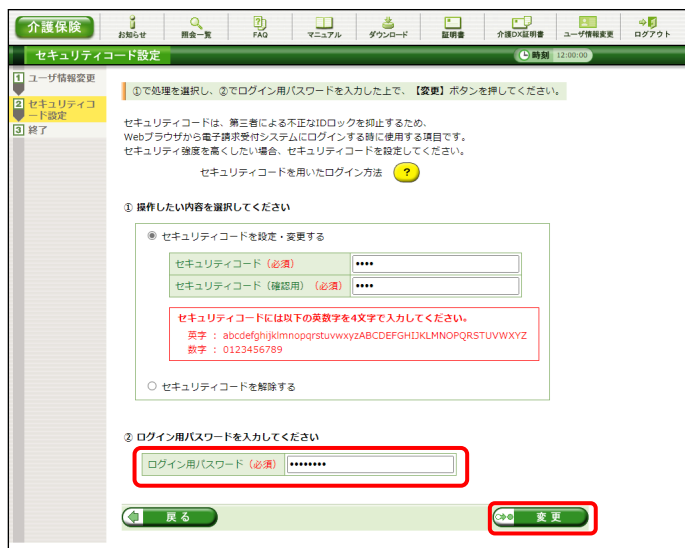 介護保険
お知らせ
照会一覧
FAQ
マニュアル
ダウンロード
証明書
介護DX証明書
ユーザ情報変更
ログアウト
セキュリティコード設定
時刻 12:00:00
1 ユーザ情報変更
2 セキュリティコ
ード設定
3 終了
①で処理を選択し、②でログイン用パスワードを入力した上で、【変更】ボタンを押してください。
セキュリティコードは、第三者による不正なIDロックを抑止するため、
Webブラウザから電子請求受付システムにログインする時に使用する項目です。
セキュリティ強度を高くしたい場合、セキュリティコードを設定してください。
セキュリティコードを用いたログイン方法 ?
① 操作したい内容を選択してください
セキュリティコードを設定・変更する
セキュリティコード（必須） ••••
セキュリティコード（確認用）（必須） ••••
セキュリティコードには以下の英数字を4文字で入力してください。
英字 : abcdefghijklmnopqrstuvwxyzABCDEFGHIJKLMNOPQRSTUVWXYZ
数字 : 0123456789
セキュリティコードを解除する
② ログイン用パスワードを入力してください
ログイン用パスワード（必須） ••••••••
戻る
変更